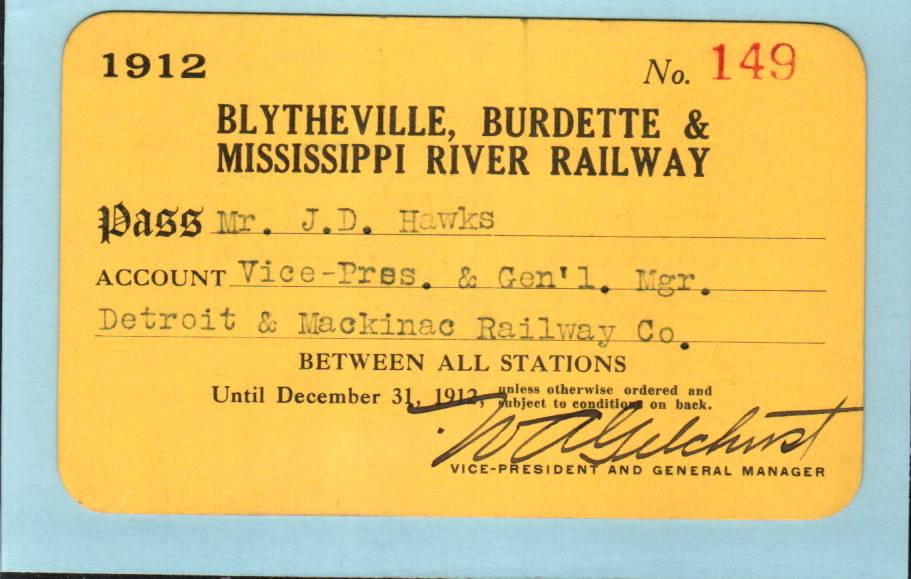 1912
No. 149
BLYTHEVILLE, BURDETTE &
MISSISSIPPI RIVER RAILWAY
Pass Mr. J.D. Hawks
ACCOUNT Vice-Pres. & Gen'l. Mgr.
Detroit & Mackinac Railway Co.
BETWEEN ALL STATIONS
Until December 31, 1912, unless otherwise ordered and
subject to conditions on back.
W A Gilchrist
VICE-PRESIDENT AND GENERAL MANAGER